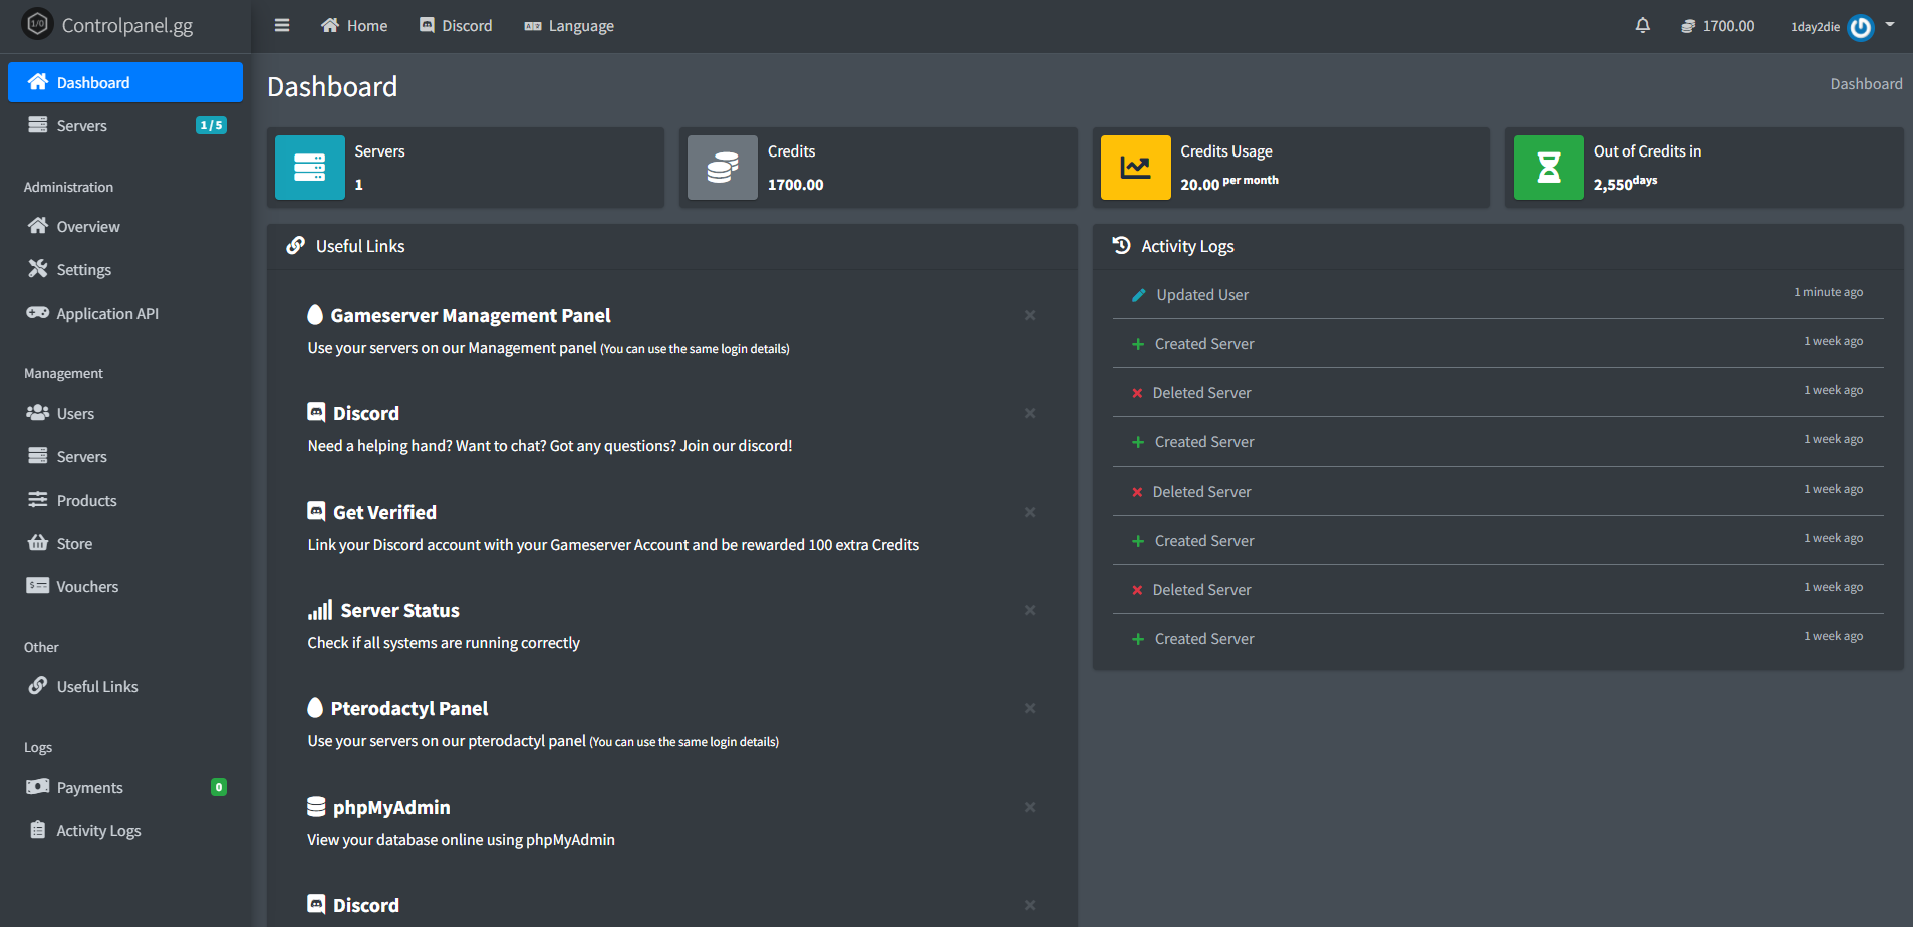 Controlpanel.gg
Home
Discord
Language
1700.00
1day2die
Dashboard
Servers
1 / 5
Administration
Overview
Settings
Application API
Management
Users
Servers
Products
Store
Vouchers
Other
Useful Links
Logs
Payments
0
Activity Logs
Dashboard
Dashboard
Servers
1
Credits
1700.00
Credits Usage
20.00 per month
Out of Credits in
2,550days
Useful Links
Gameserver Management Panel
Use your servers on our Management panel (You can use the same login details)
Discord
Need a helping hand? Want to chat? Got any questions? Join our discord!
Get Verified
Link your Discord account with your Gameserver Account and be rewarded 100 extra Credits
Server Status
Check if all systems are running correctly
Pterodactyl Panel
Use your servers on our pterodactyl panel (You can use the same login details)
phpMyAdmin
View your database online using phpMyAdmin
Discord
Activity Logs
Updated User 1 minute ago
Created Server 1 week ago
Deleted Server 1 week ago
Created Server 1 week ago
Deleted Server 1 week ago
Created Server 1 week ago
Deleted Server 1 week ago
Created Server 1 week ago